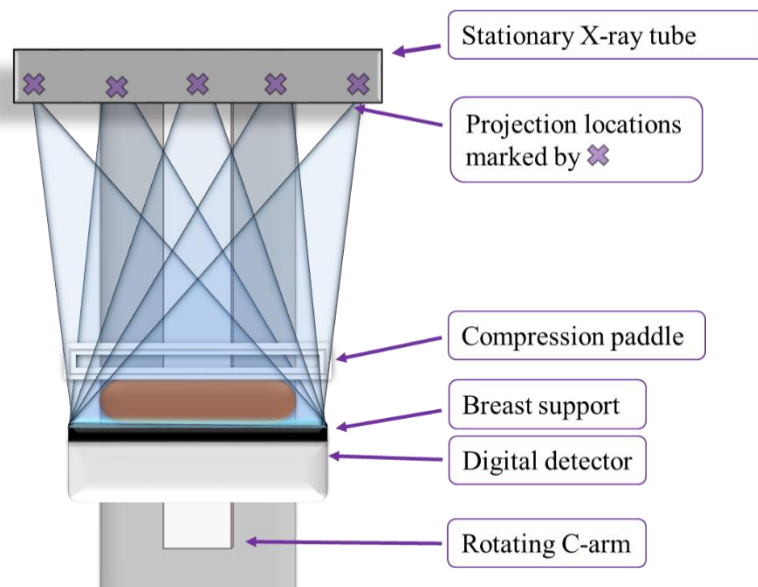 Stationary X-ray tube
Projection locations
marked by
Compression paddle
Breast support
Digital detector
Rotating C-arm